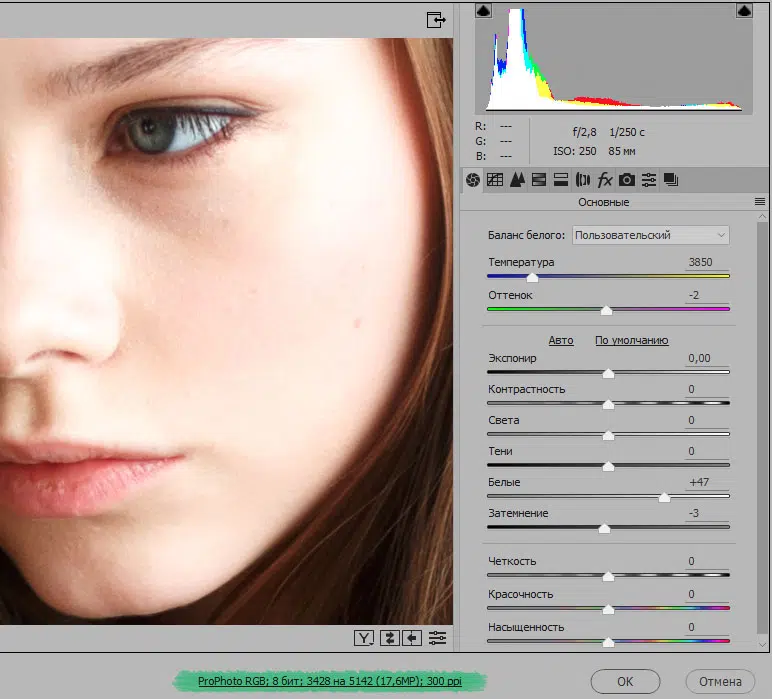 R: ---
G: ---
B: ---
f/2,8 1/250 с
ISO: 250 85 мм
fx
Основные
Баланс белого: Пользовательский
Температура 3850
Оттенок -2
Авто По умолчанию
Экспонир 0,00
Контрастность 0
Света 0
Тени 0
Белые +47
Затемнение -3
Четкость 0
Красочность 0
Насыщенность 0
Y
ProPhoto RGB; 8 бит; 3428 на 5142 (17,6MP); 300 ppi
OК
Отмена